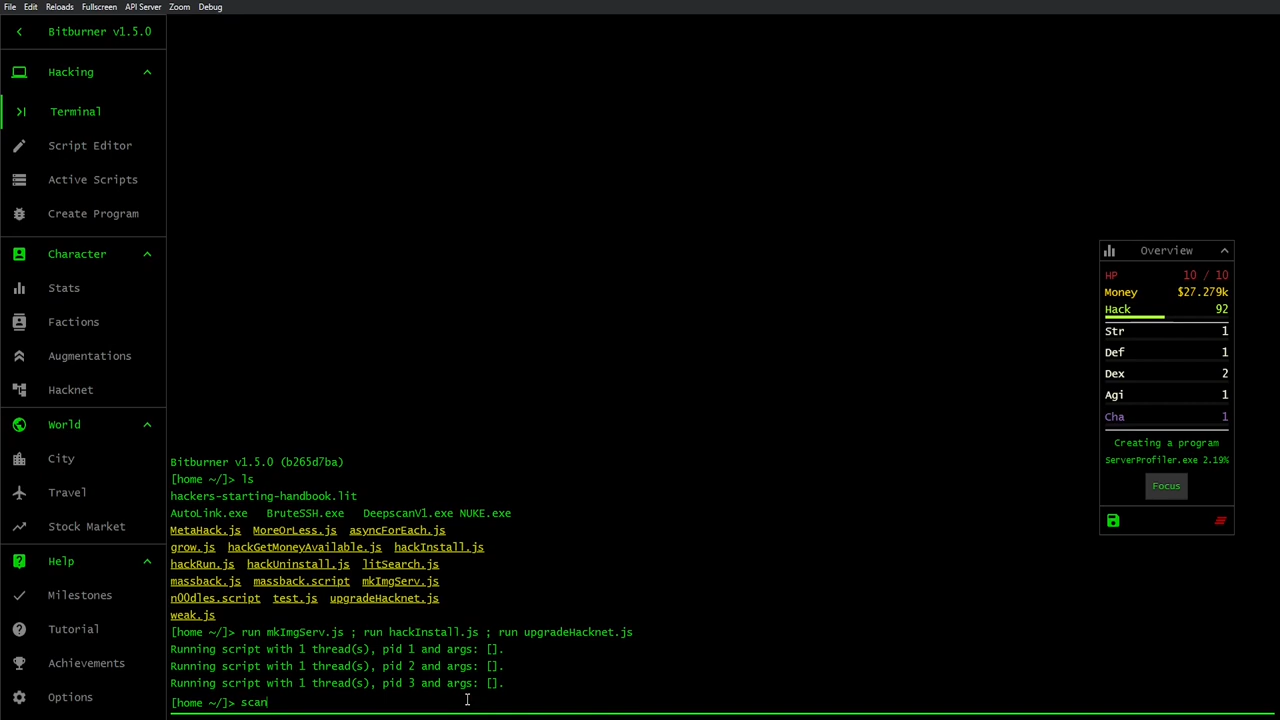 File Edit Reloads Fullscreen API Server Zoom Debug
Bitburner v1.5.0
Hacking
Terminal
Script Editor
Active Scripts
Create Program
Character
Stats
Factions
Augmentations
Hacknet
World
City
Travel
Stock Market
Help
Milestones
Tutorial
Achievements
Options
Bitburner v1.5.0 (b265d7ba)
[home ~/]> ls
hackers-starting-handbook.lit
AutoLink.exe BruteSSH.exe DeepscanV1.exe NUKE.exe
MetaHack.js MoreOrLess.js asyncForEach.js
grow.js hackGetMoneyAvailable.js hackInstall.js
hackRun.js hackUninstall.js litSearch.js
massback.js massback.script mkImgServ.js
n00dles.script test.js upgradeHacknet.js
weak.js
[home ~/]> run mkImgServ.js ; run hackInstall.js ; run upgradeHacknet.js
Running script with 1 thread(s), pid 1 and args: [].
Running script with 1 thread(s), pid 2 and args: [].
Running script with 1 thread(s), pid 3 and args: [].
[home ~/]> scan
Overview
HP 10 / 10
Money $27.279k
Hack 92
Str 1
Def 1
Dex 2
Agi 1
Cha 1
Creating a program
ServerProfiler.exe 2.19%
Focus